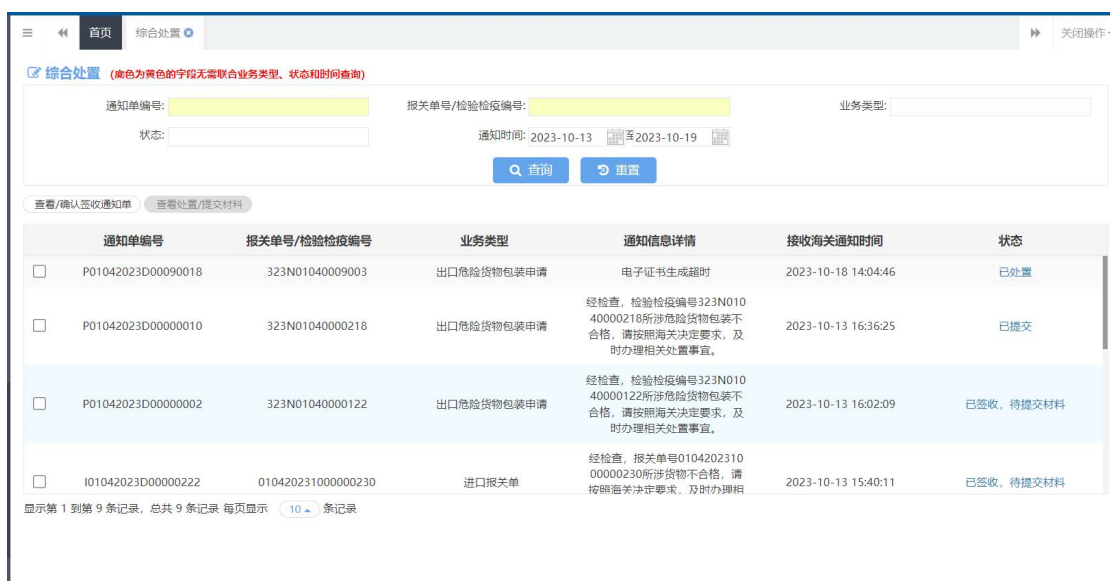 首页 综合处置 关闭操作
综合处置 (底色为黄色的字段无需联合业务类型、状态和时间查询)
通知单编号: 报关单号/检验检疫编号: 业务类型:
状态: 通知时间: 2023-10-13 至 2023-10-19
查询 重置
查看/确认签收通知单 查看处置/提交材料
通知单编号 报关单号/检验检疫编号 业务类型 通知信息详情 接收海关通知时间 状态
P01042023D00090018 323N01040009003 出口危险货物包装申请 电子证书生成超时 2023-10-18 14:04:46 已处置
经检查，检验检疫编号323N010
40000218所涉危险货物包装不
P01042023D00000010 323N01040000218 出口危险货物包装申请 2023-10-13 16:36:25 已提交
合格，请按照海关决定要求，及
时办理相关处置事宜。
经检查，检验检疫编号323N010
40000122所涉危险货物包装不
P01042023D00000002 323N01040000122 出口危险货物包装申请 2023-10-13 16:02:09 已签收，待提交材料
合格，请按照海关决定要求，及
时办理相关处置事宜。
经检查，报关单号0104202310
00000230所涉货物不合格，请
I01042023D00000222 010420231000000230 进口报关单 2023-10-13 15:40:11 已签收，待提交材料
按照海关决定要求，及时办理相
显示第 1 到第 9 条记录，总共 9 条记录 每页显示 10 条记录